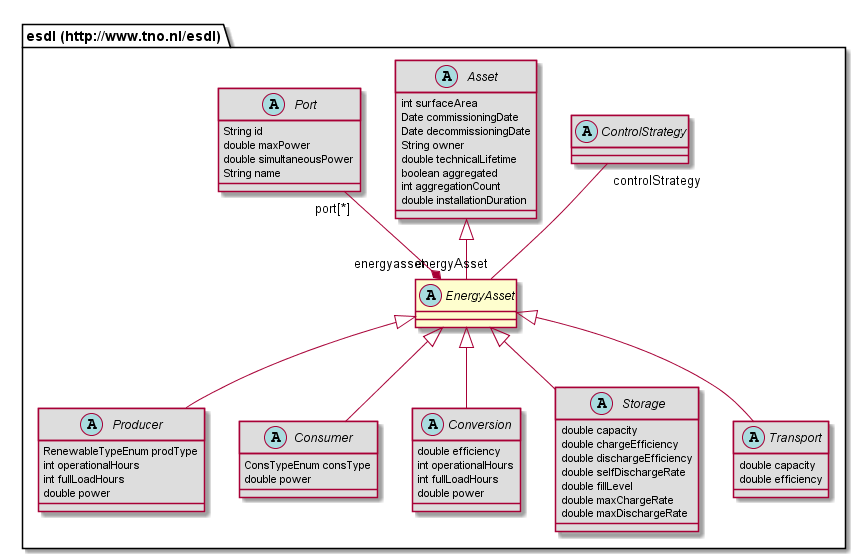 esdl (http://www.tno.nl/esdl)
A Port
String id
double maxPower
double simultaneousPower
String name
A Asset
int surfaceArea
Date commissioningDate
Date decommissioningDate
String owner
double technicalLifetime
boolean aggregated
int aggregationCount
double installationDuration
A ControlStrategy
port[*]
controlStrategy
energyasset
energyAsset
A EnergyAsset
A Producer
RenewableTypeEnum prodType
int operationalHours
int fullLoadHours
double power
A Consumer
ConsTypeEnum consType
double power
A Conversion
double efficiency
int operationalHours
int fullLoadHours
double power
A Storage
double capacity
double chargeEfficiency
double dischargeEfficiency
double selfDischargeRate
double fillLevel
double maxChargeRate
double maxDischargeRate
A Transport
double capacity
double efficiency